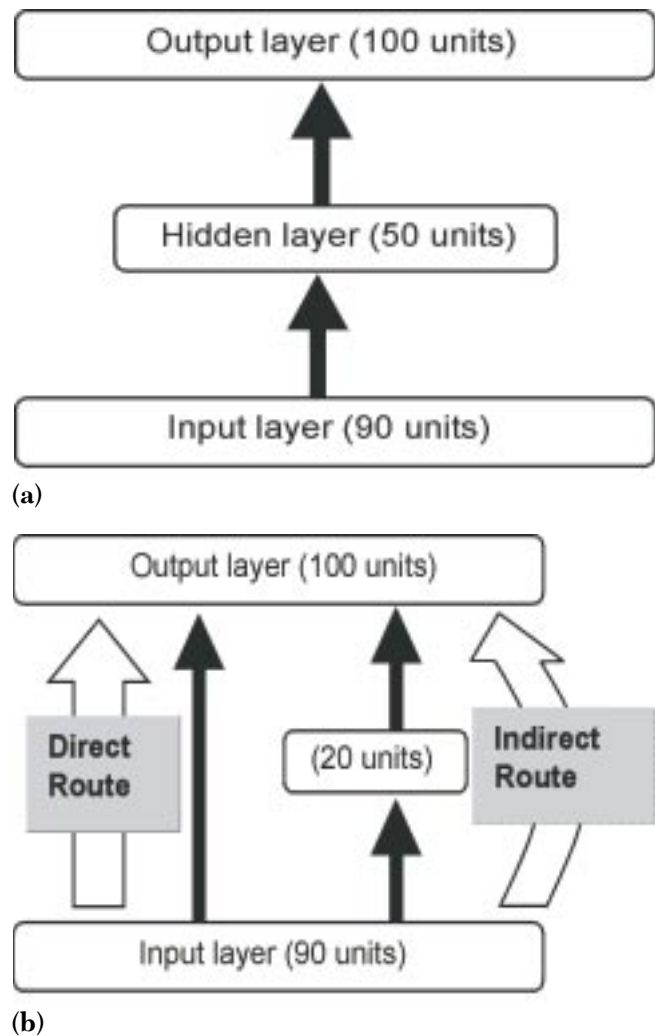 Output layer (100 units)
Hidden layer (50 units)
Input layer (90 units)
(a)
Output layer (100 units)
Direct
Route
(20 units)
Indirect
Route
Input layer (90 units)
(b)